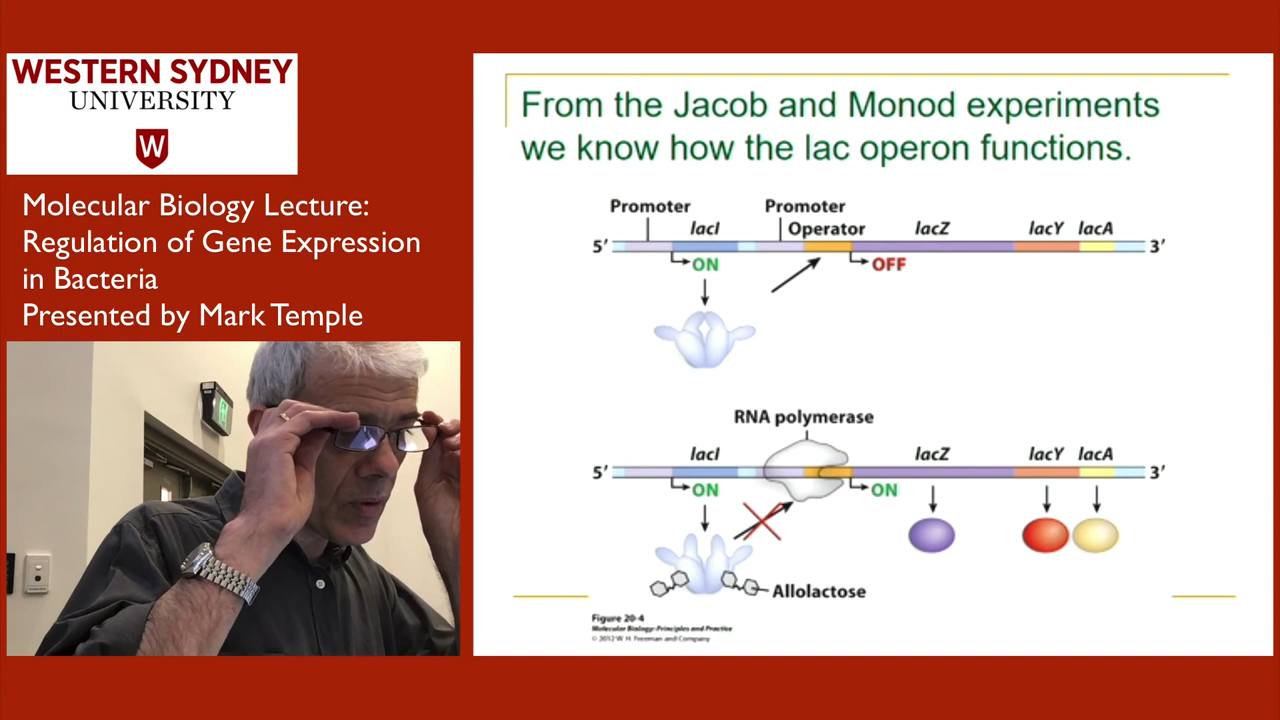 WESTERN SYDNEY
UNIVERSITY
W
Molecular Biology Lecture:
Regulation of Gene Expression
in Bacteria
Presented by Mark Temple
From the Jacob and Monod experiments
we know how the lac operon functions.
Promoter Promoter
lacI Operator lacZ lacY lacA
5′ 3′
ON OFF
RNA polymerase
lacI lacZ lacY lacA
5′ 3′
ON ON
Allolactose
Figure 20-4
Molecular Biology: Principles and Practice
© 2012 W. H. Freeman and Company